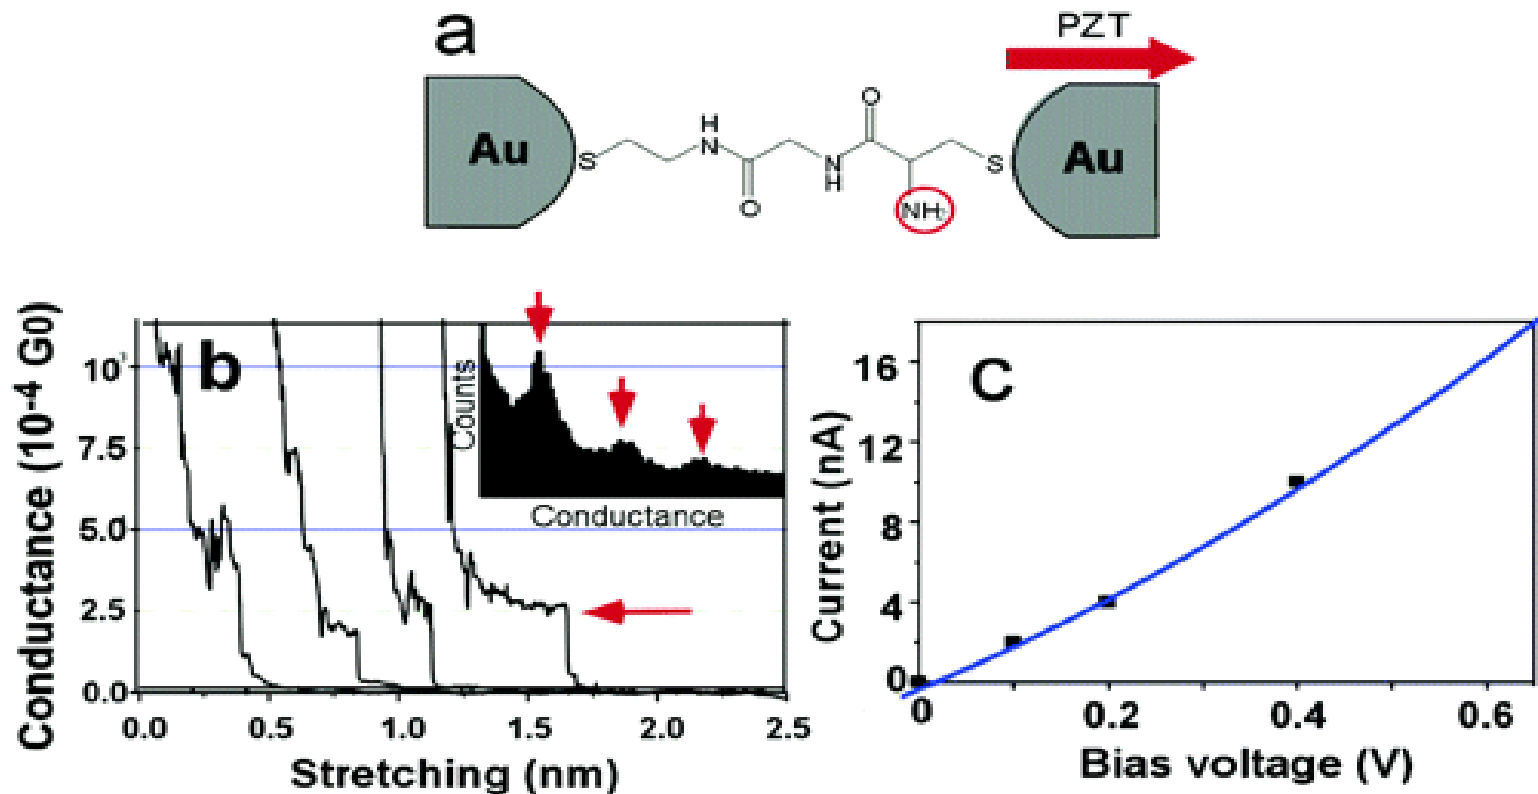 a
PZT
Au
S
H
N
O
N
H
O
NH2
S
Au
b
Conductance (10-4 G0)
10
7.5
5.0
2.5
0.0
0.0 0.5 1.0 1.5 2.0 2.5
Stretching (nm)
Counts
Conductance
C
Current (nA)
16
12
8
4
0
0 0.2 0.4 0.6
Bias voltage (V)